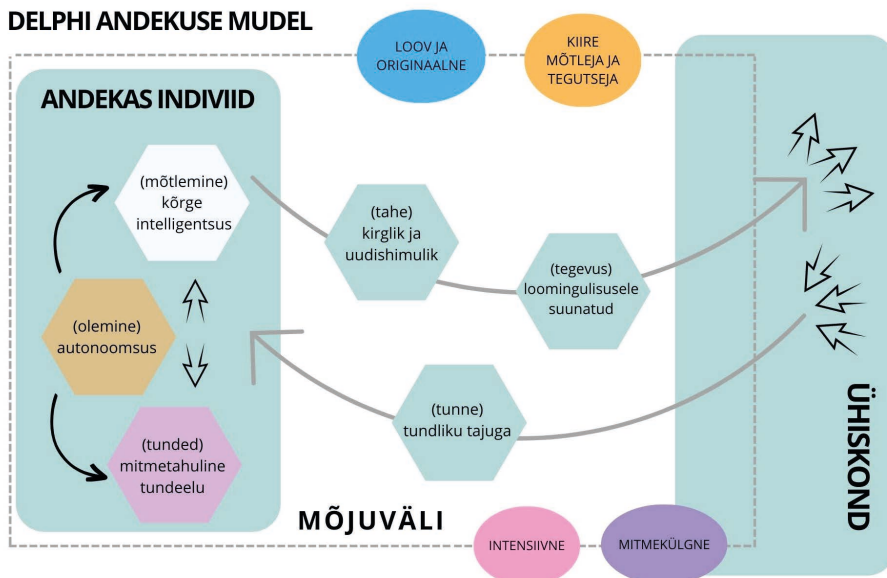 DELPHI ANDEKUSE MUDEL
LOOV JA
ORIGINAALNE
KIIRE
MÕTLEJA JA
TEGUTSEJA
ANDEKAS INDIVIID
(mõtlemine)
kõrge
intelligentsus
(tahe)
kirglik ja
uudishimulik
(tegevus)
loomingulisusele
suunatud
(olemine)
autonoomsus
(tunne)
tundliku tajuga
(tunded)
mitmetahuline
tundeelu
MÕJUVÄLI
INTENSIIVNE
MITMEKÜLGNE
ÜHISKOND